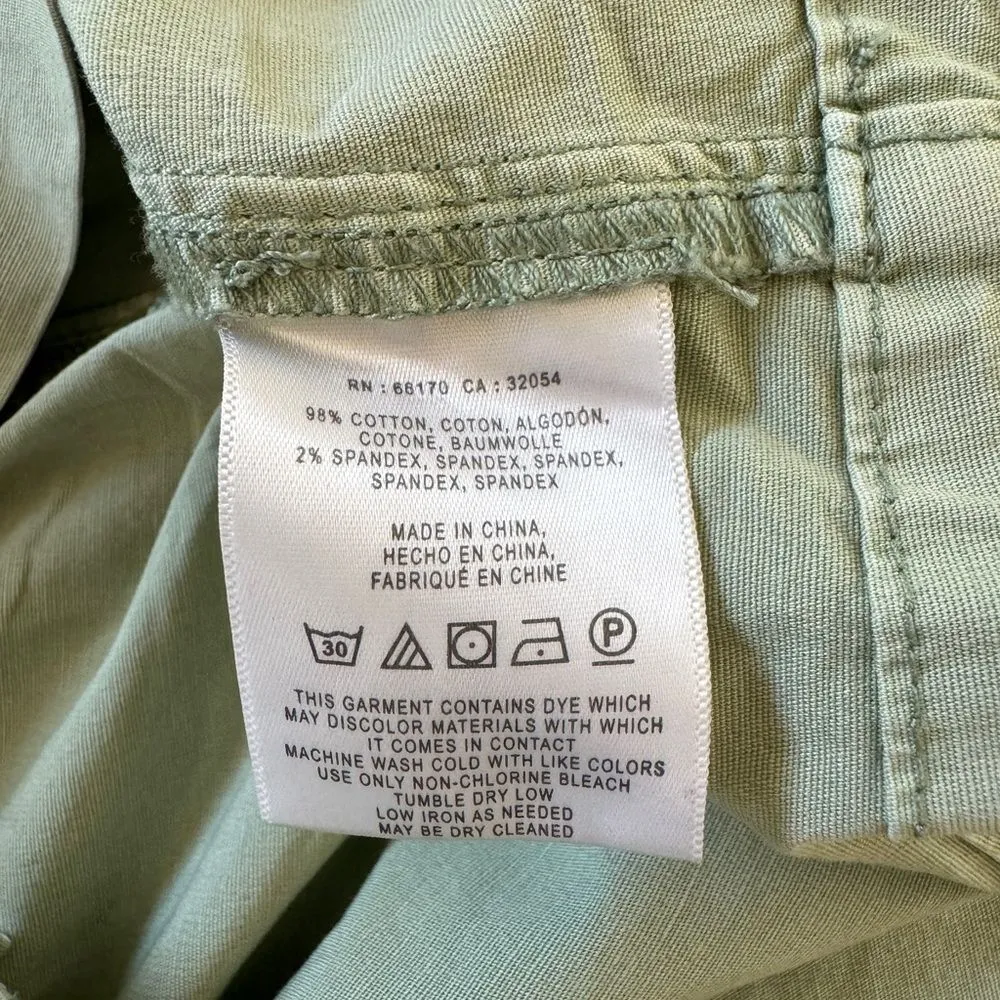 RN : 66170 CA : 32054
98% COTTON, COTON, ALGODÓN,
COTONE, BAUMWOLLE
2% SPANDEX, SPANDEX, SPANDEX,
SPANDEX, SPANDEX
MADE IN CHINA,
HECHO EN CHINA,
FABRIQUÉ EN CHINE
30 P
THIS GARMENT CONTAINS DYE WHICH
MAY DISCOLOR MATERIALS WITH WHICH
IT COMES IN CONTACT
MACHINE WASH COLD WITH LIKE COLORS
USE ONLY NON-CHLORINE BLEACH
TUMBLE DRY LOW
LOW IRON AS NEEDED
MAY BE DRY CLEANED